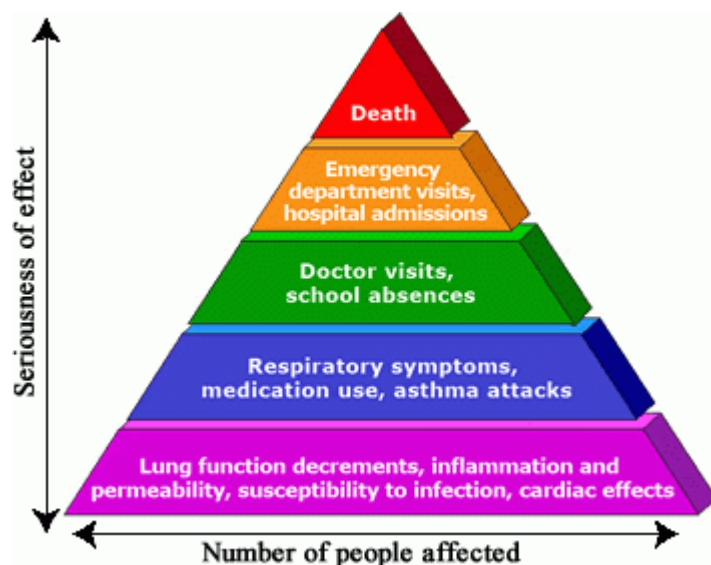 Death
Emergency
department visits,
hospital admissions
Doctor visits,
school absences
Respiratory symptoms,
medication use, asthma attacks
Lung function decrements, inflammation and
permeability, susceptibility to infection, cardiac effects
Seriousness of effect
Number of people affected